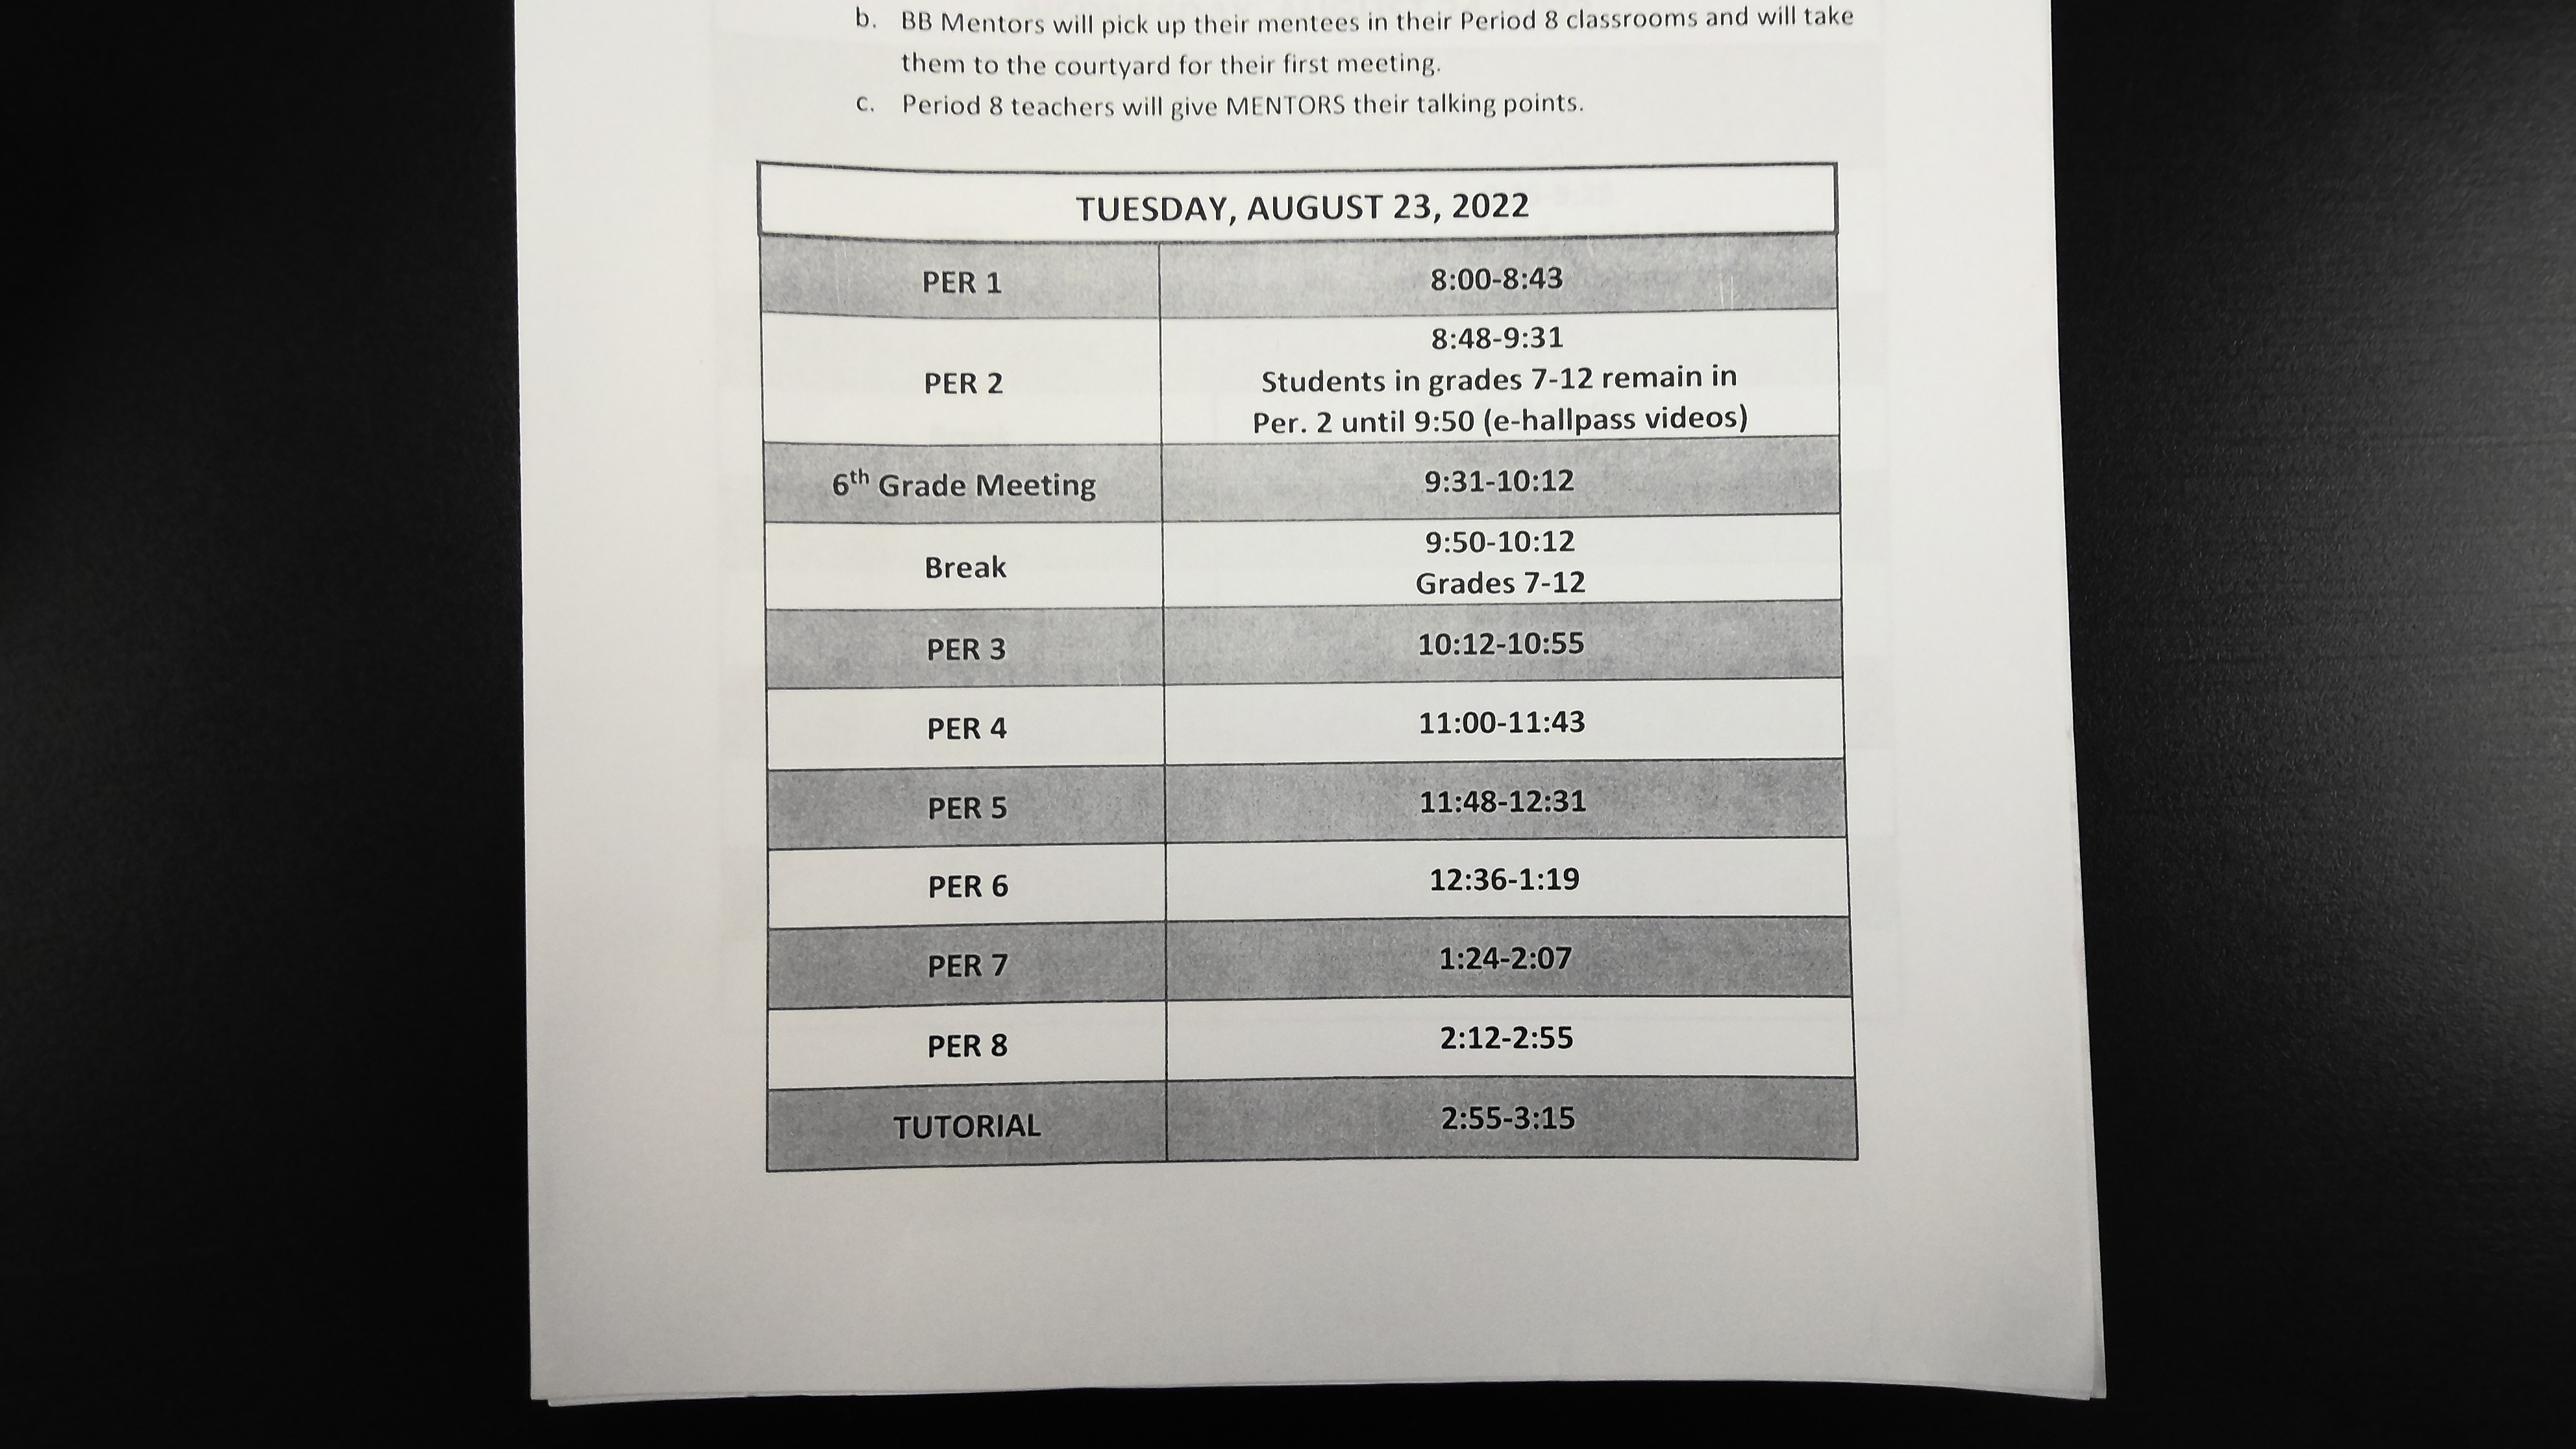 b. BB Mentors will pick up their mentees in their Period 8 classrooms and will take
them to the courtyard for their first meeting.
c. Period 8 teachers will give MENTORS their talking points.
TUESDAY, AUGUST 23, 2022
PER 1 8:00-8:43
PER 2 8:48-9:31
Students in grades 7-12 remain in
Per. 2 until 9:50 (e-hallpass videos)
6th Grade Meeting 9:31-10:12
Break 9:50-10:12
Grades 7-12
PER 3 10:12-10:55
PER 4 11:00-11:43
PER 5 11:48-12:31
PER 6 12:36-1:19
PER 7 1:24-2:07
PER 8 2:12-2:55
TUTORIAL 2:55-3:15